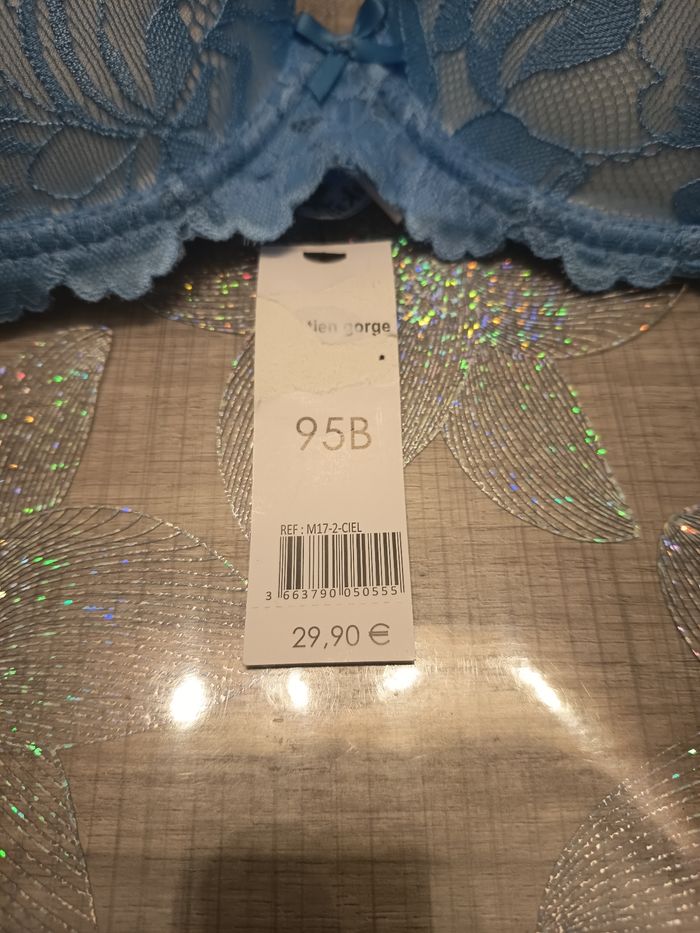 tien gorge
95B
REF : M17-2-CIEL
3 663790 050555
29,90 €